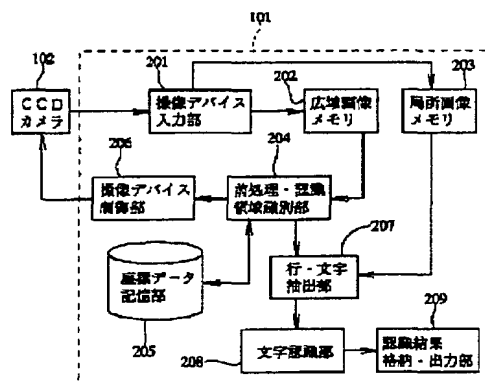 101
102
CCD
カメラ
201
撮像デバイス
入力部
202
広域画像
メモリ
203
局所画像
メモリ
206
撮像デバイス
制御部
204
前処理・認識
領域識別部
205
座標データ
記憶部
207
行・文字
抽出部
208
文字認識部
209
認識結果
格納・出力部